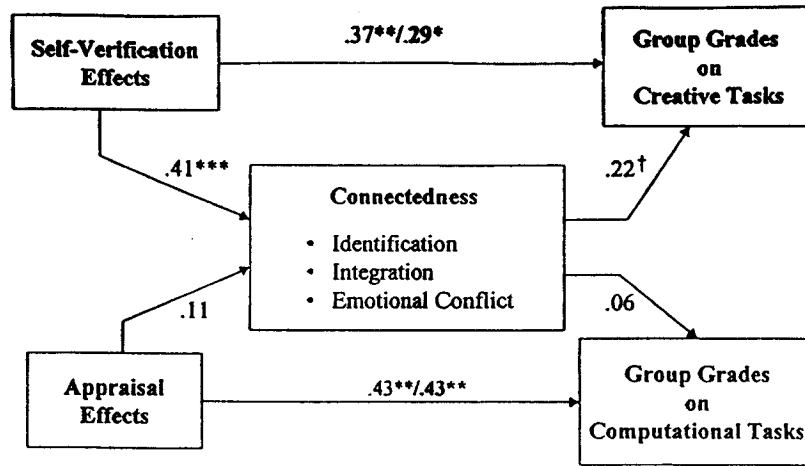 .37**/.29*
Self-Verification
Effects
Group Grades
on
Creative Tasks
.41***
.22†
Connectedness
• Identification
• Integration
• Emotional Conflict
.11
.06
Appraisal
Effects
.43**/.43**
Group Grades
on
Computational Tasks